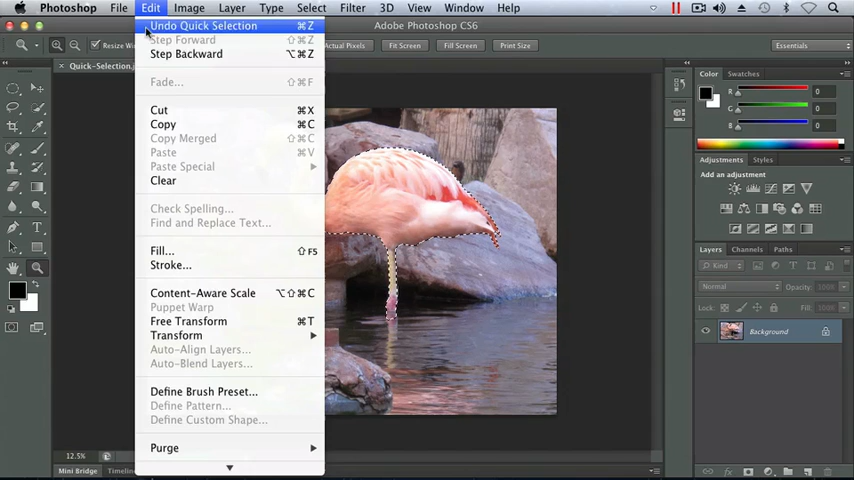 Photoshop File Edit Image Layer Type Select Filter 3D View Window Help
Adobe Photoshop CS6
Resize Win
Actual Pixels Fit Screen Fill Screen Print Size Essentials
Quick-Selection.j
Undo Quick Selection ⌘Z
Step Forward ⇧⌘Z
Step Backward ⌥⌘Z
Fade... ⇧⌘F
Cut ⌘X
Copy ⌘C
Copy Merged ⇧⌘C
Paste ⌘V
Paste Special
Clear
Check Spelling...
Find and Replace Text...
Fill... ⇧F5
Stroke...
Content-Aware Scale ⌥⇧⌘C
Puppet Warp
Free Transform ⌘T
Transform
Auto-Align Layers...
Auto-Blend Layers...
Define Brush Preset...
Define Pattern...
Define Custom Shape...
Purge
12.5%
Mini Bridge Timeline
Color Swatches
R 0
G 0
B 0
Adjustments Styles
Add an adjustment
Layers Channels Paths
Kind
Normal Opacity: 100%
Lock: Fill: 100%
Background
fx